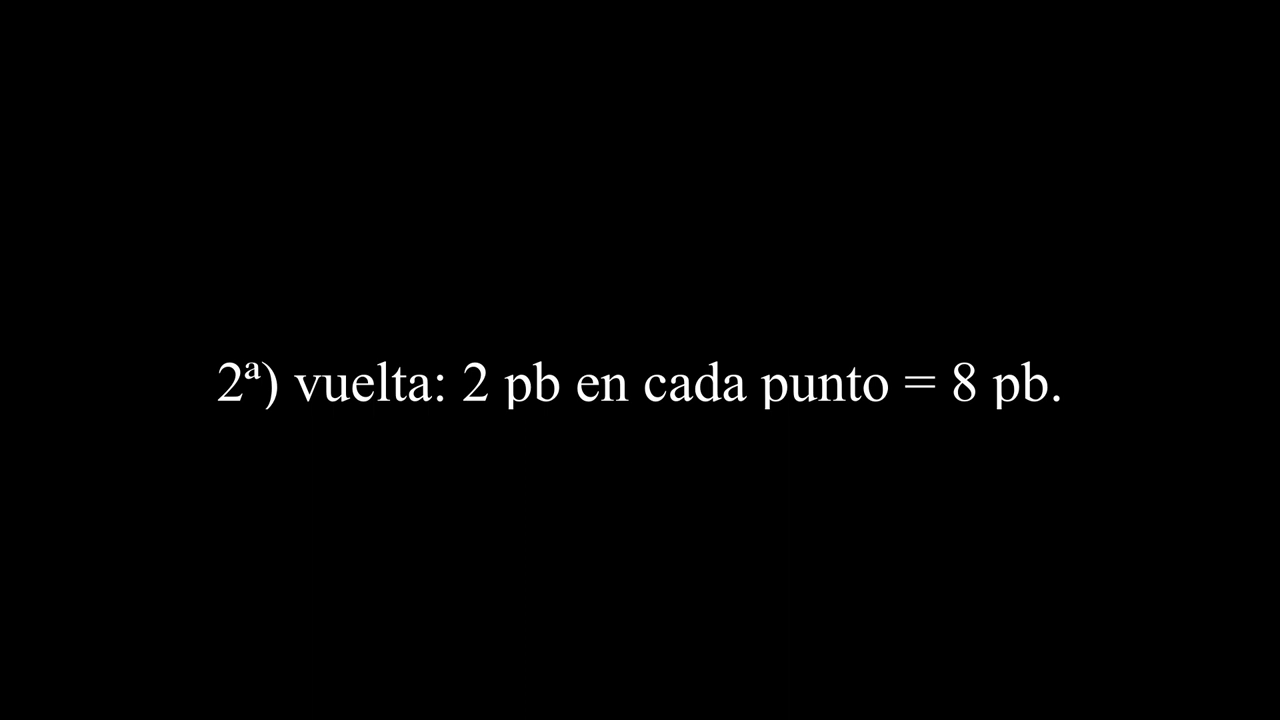 2ª) vuelta: 2 pb en cada punto = 8 pb.